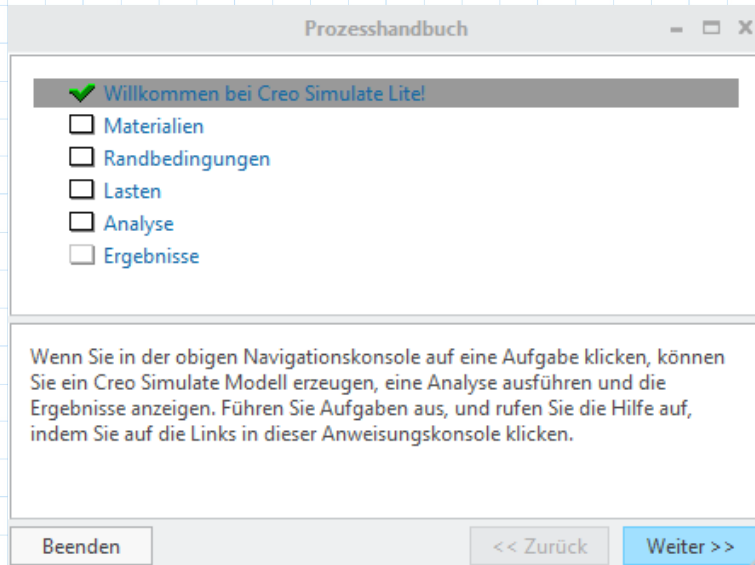 Prozesshandbuch
Willkommen bei Creo Simulate Lite!
Materialien
Randbedingungen
Lasten
Analyse
Ergebnisse
Wenn Sie in der obigen Navigationskonsole auf eine Aufgabe klicken, können
Sie ein Creo Simulate Modell erzeugen, eine Analyse ausführen und die
Ergebnisse anzeigen. Führen Sie Aufgaben aus, und rufen Sie die Hilfe auf,
indem Sie auf die Links in dieser Anweisungskonsole klicken.
Beenden << Zurück Weiter >>